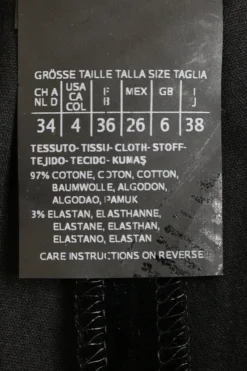 GRÖSSE TAILLE TALLA SIZE TAGLIA
CH A USA F MEX GB I
NL D CA B J
COL
34 4 36 26 6 38
TESSUTO- TISSU- CLOTH- STOFF-
TEJIDO- TECIDO- KUMAŞ
97% COTONE, COTON, COTTON,
BAUMWOLLE, ALGODON,
ALGODAO, PAMUK
3% ELASTAN, ELASTHANNE,
ELASTANE, ELASTHAN,
ELASTANO, ELASTAN
CARE INSTRUCTIONS ON REVERSE